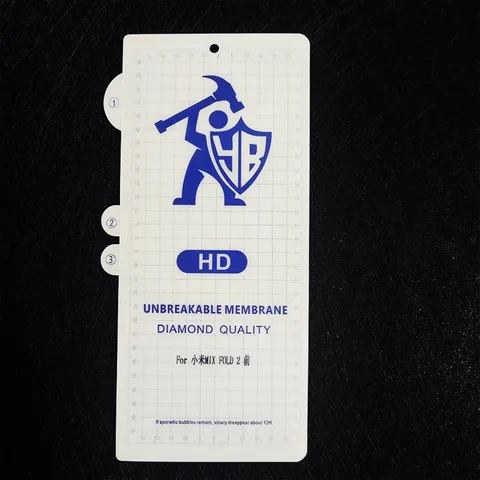 ①
YB
②
③
HD
UNBREAKABLE MEMBRANE
DIAMOND QUALITY
For 小米MIX FOLD 2 前
If sporadic bubbles remain, slowly disappear about 12H